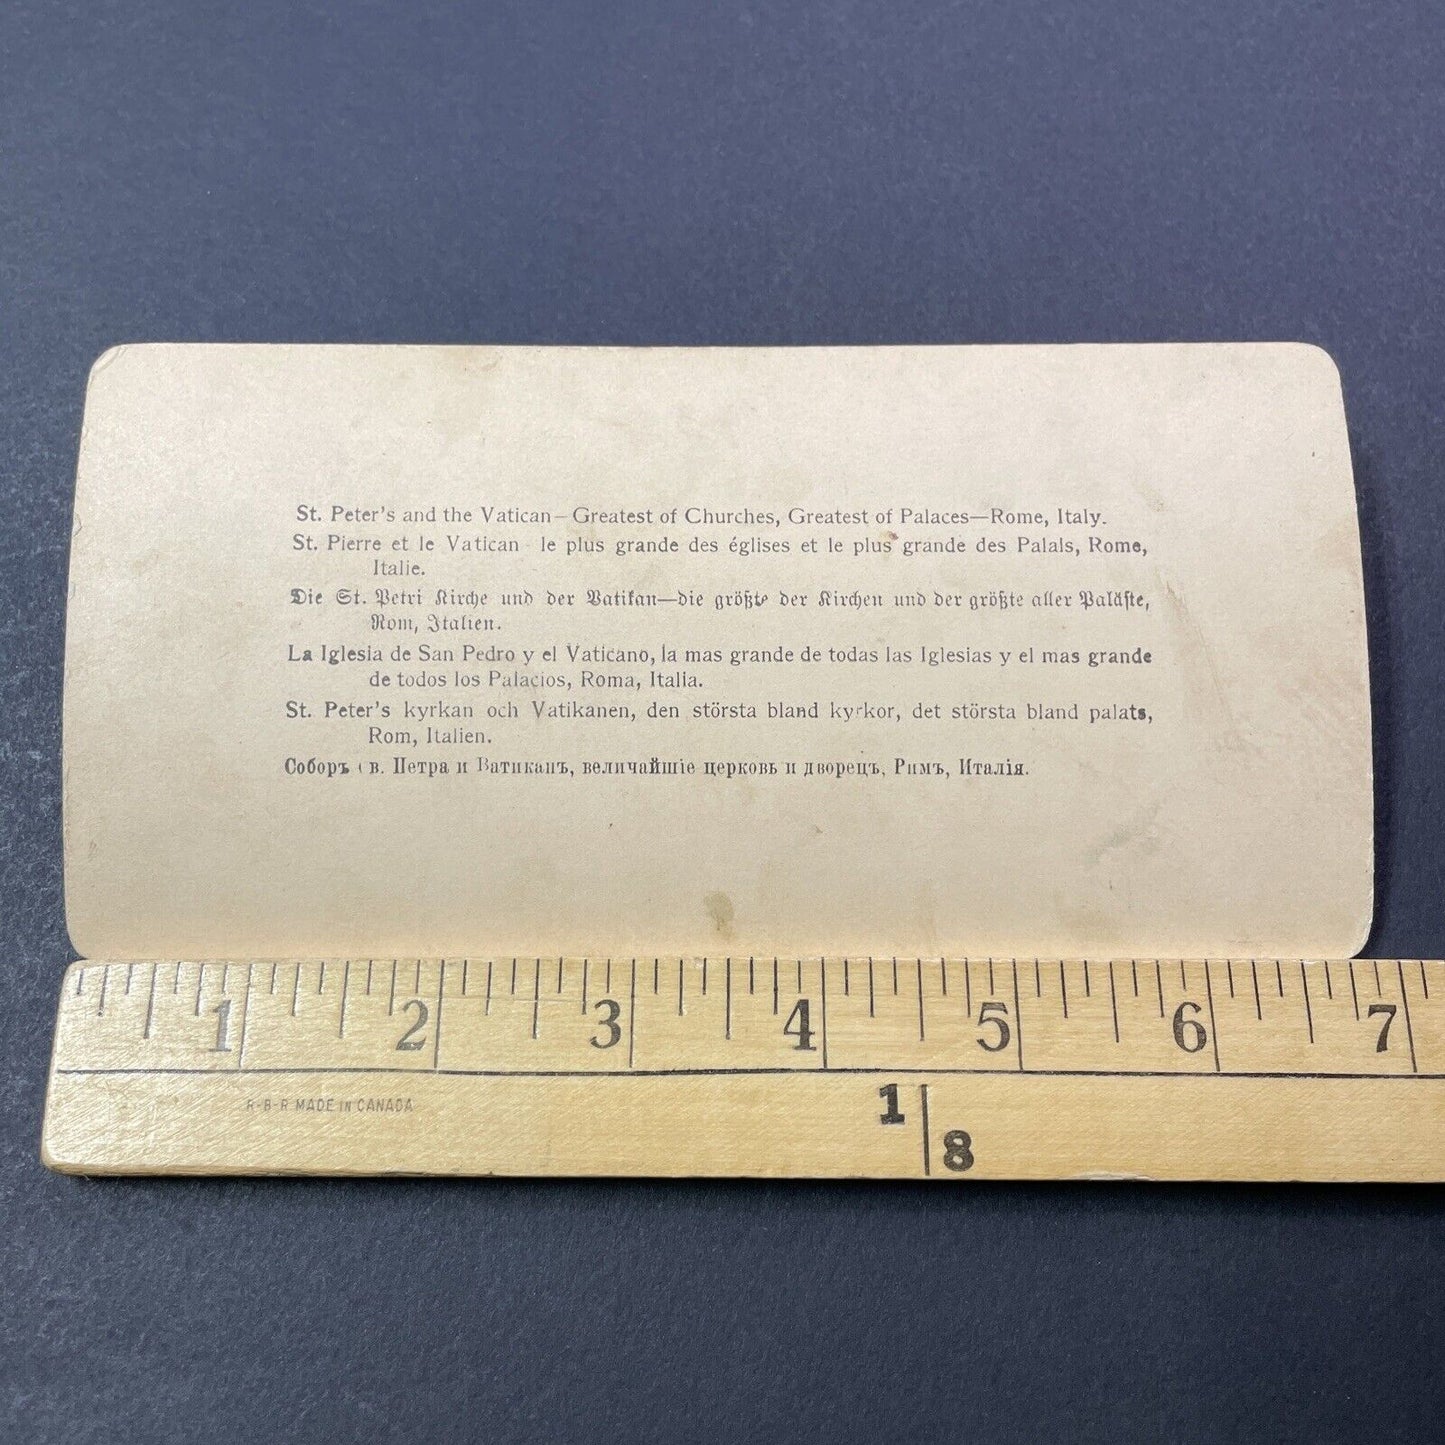 St. Peter's and the Vatican—Greatest of Churches, Greatest of Palaces—Rome, Italy.
St. Pierre et le Vatican - le plus grande des églises et le plus grande des Palais, Rome,
Italie.
Die St. Petri Kirche und der Vatikan—die größte der Kirchen und der größte aller Paläste,
Rom, Italien.
La Iglesia de San Pedro y el Vaticano, la mas grande de todas las Iglesias y el mas grande
de todos los Palacios, Roma, Italia.
St. Peter's kyrkan och Vatikanen, den största bland kyrkor, det största bland palats,
Rom, Italien.
Соборъ св. Петра и Ватиканъ, величайшіе церковь и дворецъ, Римъ, Италія.
1 2 3 4 5 6 7
R-B-R MADE IN CANADA
1
8